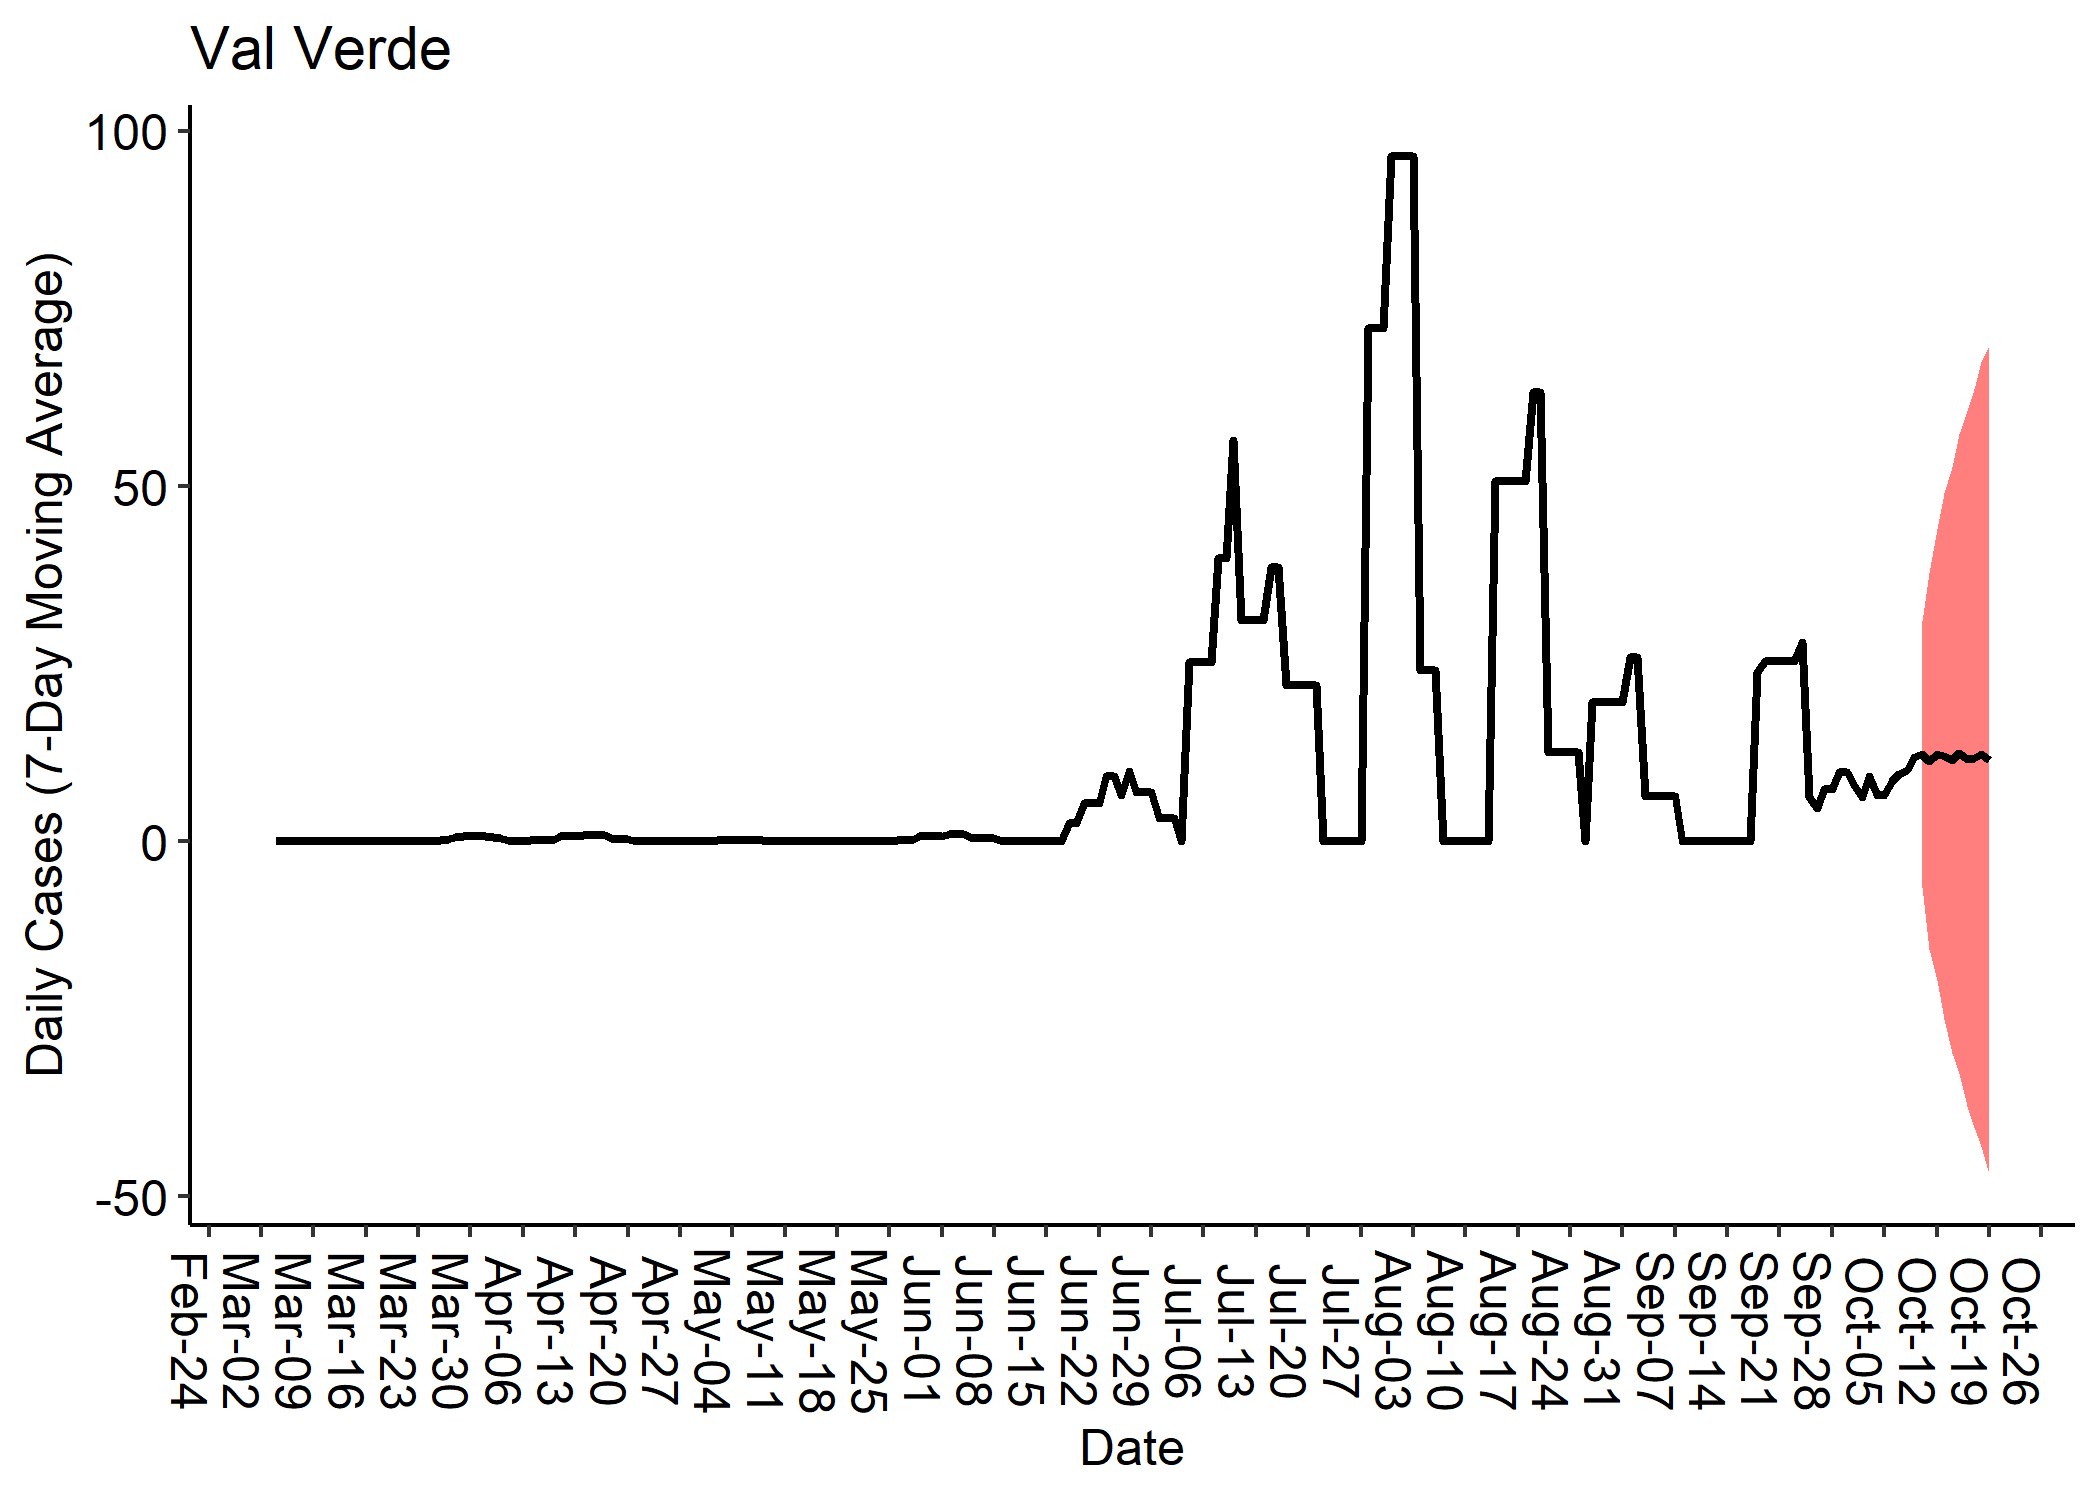 Val Verde
Daily Cases (7-Day Moving Average)
100
50
0
-50
Feb-24
Mar-02
Mar-09
Mar-16
Mar-23
Mar-30
Apr-06
Apr-13
Apr-20
Apr-27
May-04
May-11
May-18
May-25
Jun-01
Jun-08
Jun-15
Jun-22
Jun-29
Jul-06
Jul-13
Jul-20
Jul-27
Aug-03
Aug-10
Aug-17
Aug-24
Aug-31
Sep-07
Sep-14
Sep-21
Sep-28
Oct-05
Oct-12
Oct-19
Oct-26
Date